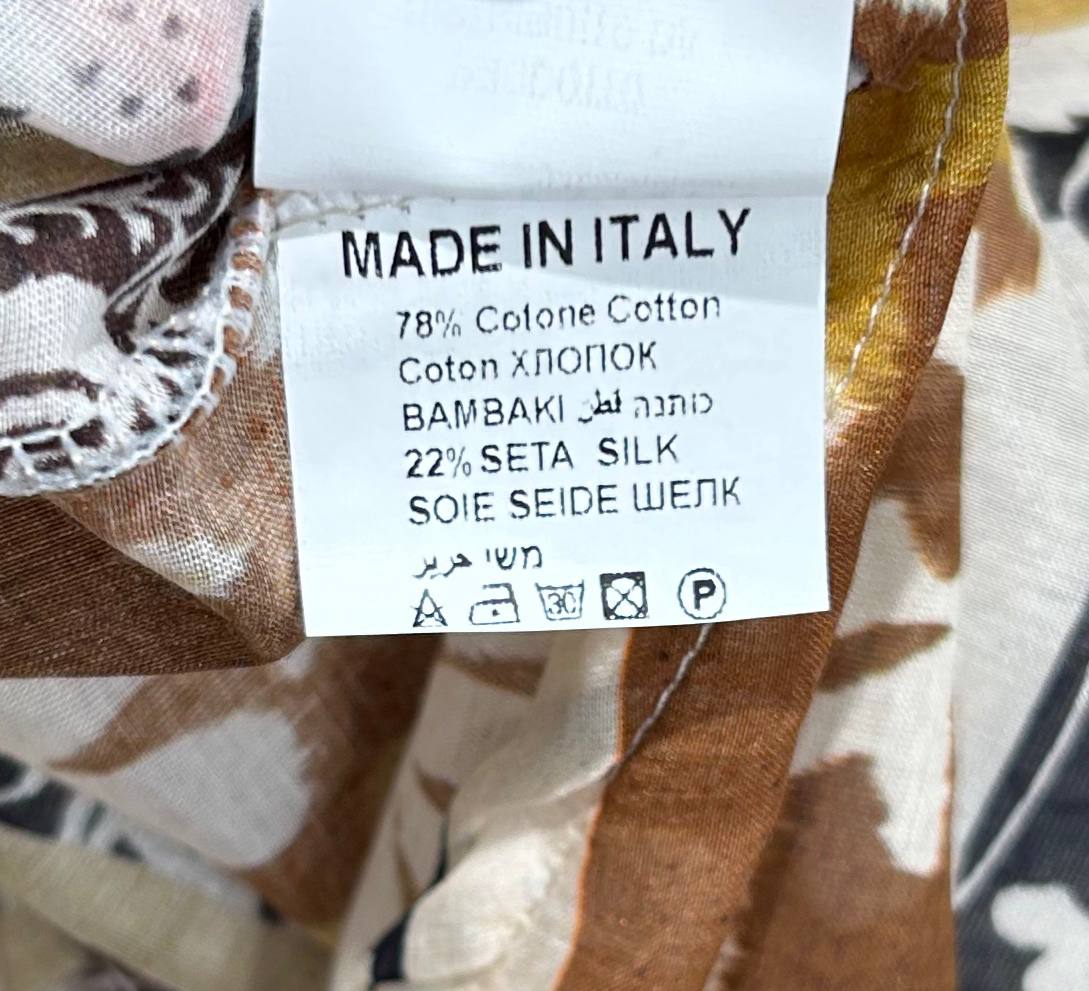 MADE IN ITALY
78% Cotone Cotton
Coton ХЛОПОК
BAMBAKI قطن כותנה
22% SETA SILK
SOIE SEIDE ШЕЛК
משי حرير
30 P